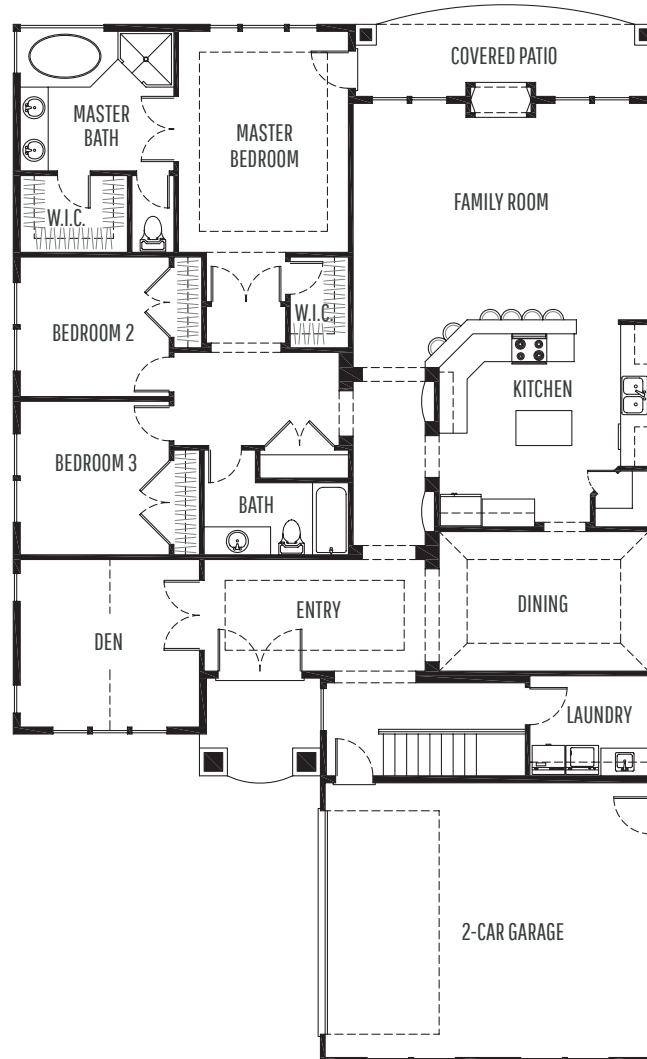 COVERED PATIO
MASTER
BATH
MASTER
BEDROOM
FAMILY ROOM
W.I.C.
W.I.C.
BEDROOM 2
KITCHEN
BEDROOM 3
BATH
ENTRY
DINING
DEN
LAUNDRY
2-CAR GARAGE